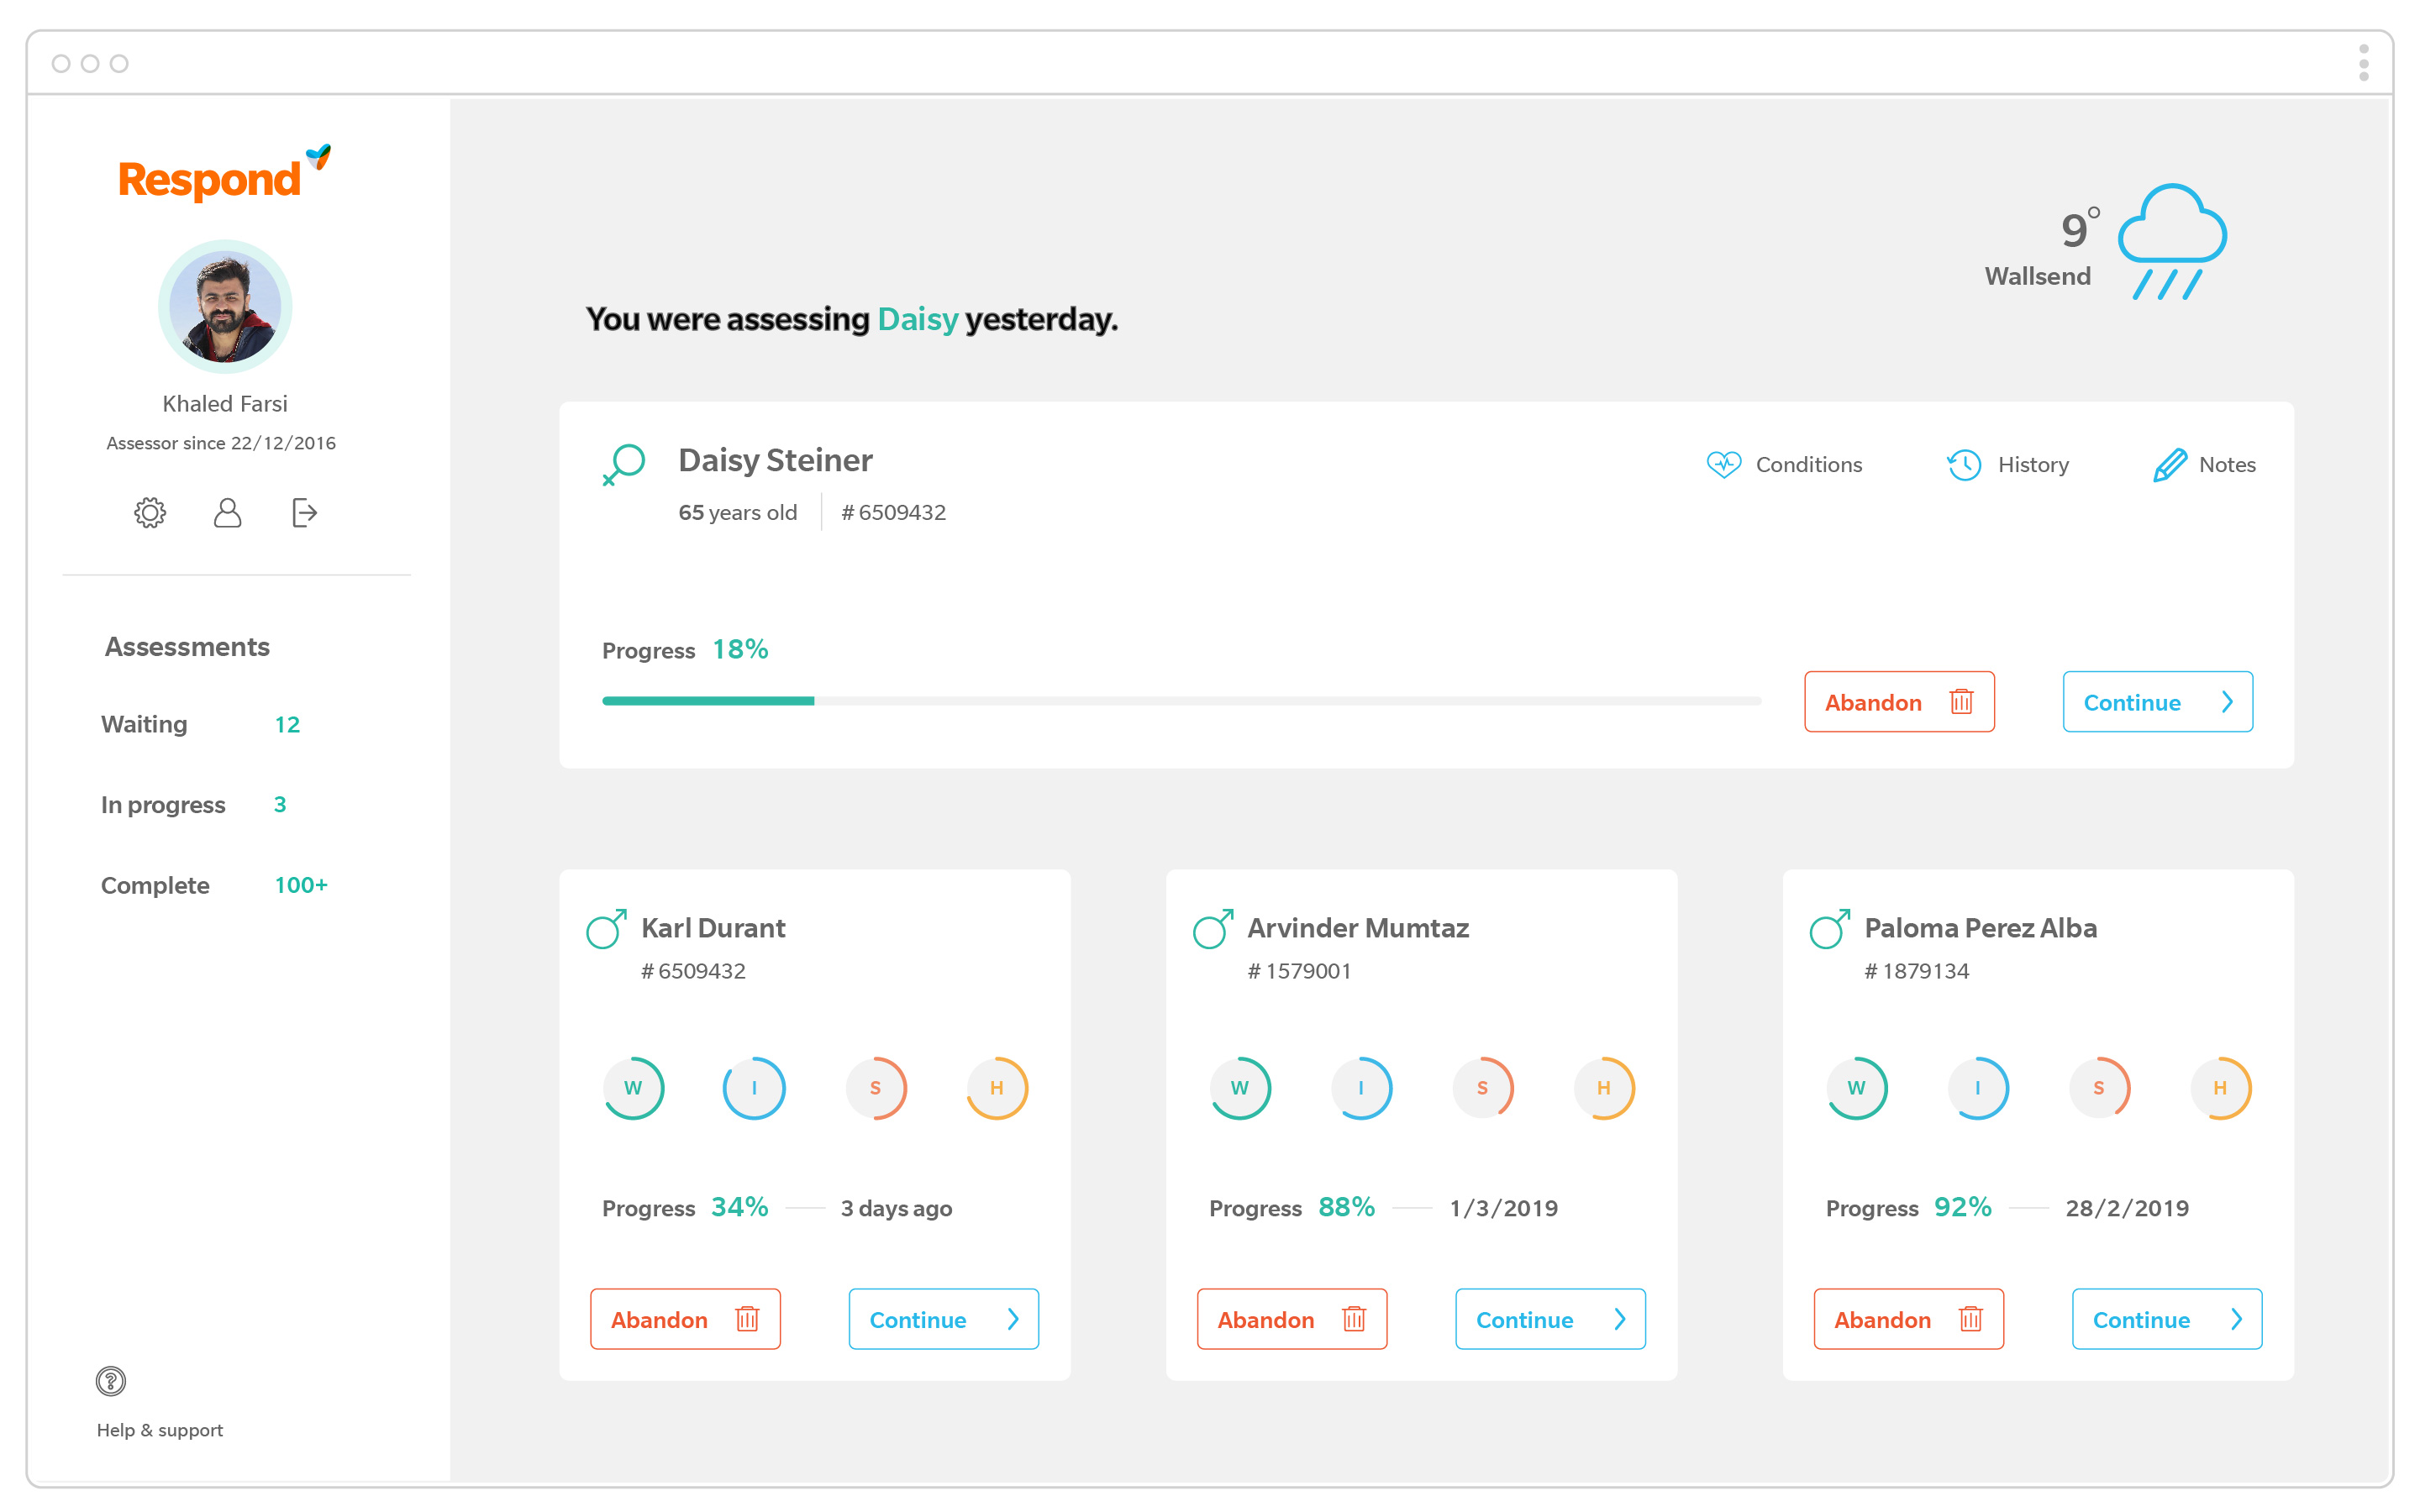 Respond
Khaled Farsi
Assessor since 22/12/2016
Assessments
Waiting 12
In progress 3
Complete 100+
Help & support
9°
Wallsend
You were assessing Daisy yesterday.
Daisy Steiner
65 years old # 6509432
Conditions History Notes
Progress 18%
Abandon Continue
Karl Durant
# 6509432
W I S H
Progress 34% 3 days ago
Abandon Continue
Arvinder Mumtaz
# 1579001
W I S H
Progress 88% 1/3/2019
Abandon Continue
Paloma Perez Alba
# 1879134
W I S H
Progress 92% 28/2/2019
Abandon Continue